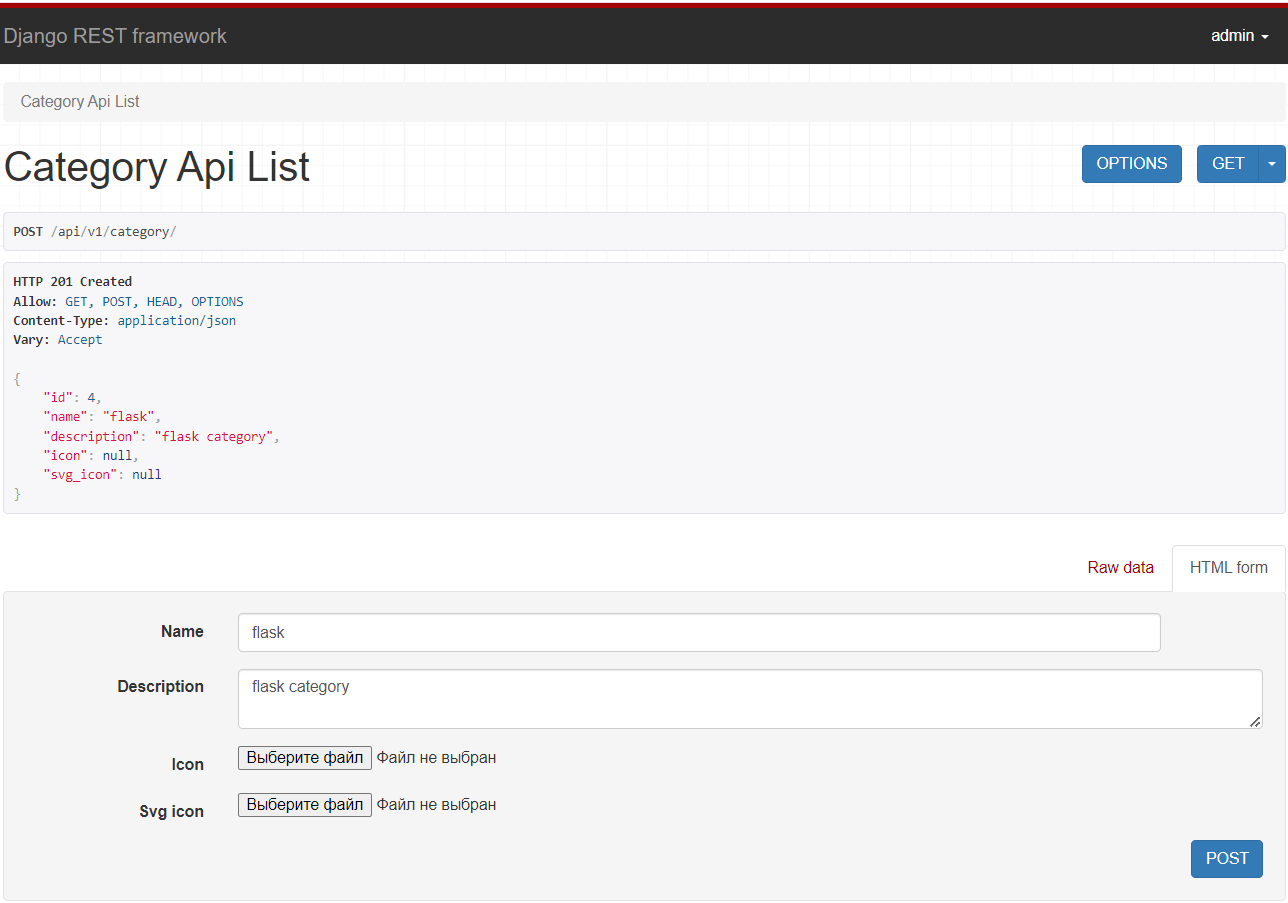 Django REST framework
admin
Category Api List
Category Api List
OPTIONS
GET
POST /api/v1/category/
HTTP 201 Created
Allow: GET, POST, HEAD, OPTIONS
Content-Type: application/json
Vary: Accept
{
"id": 4,
"name": "flask",
"description": "flask category",
"icon": null,
"svg_icon": null
}
Raw data
HTML form
Name
flask
Description
flask category
Icon
Выберите файл Файл не выбран
Svg icon
Выберите файл Файл не выбран
POST